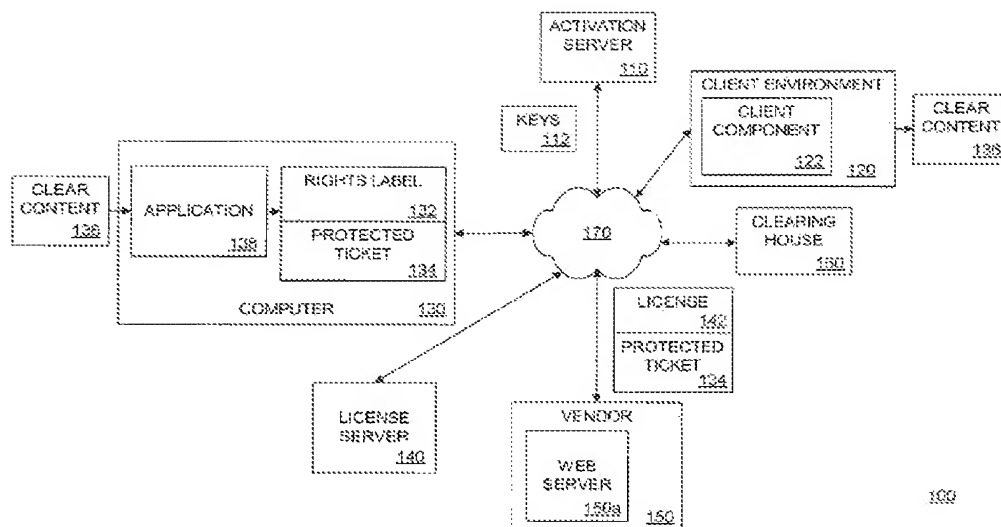 ACTIVATION
SERVER
110
KEYS
112
CLIENT ENVIRONMENT
CLIENT
COMPONENT
122
120
CLEAR
CONTENT
136
CLEAR
CONTENT
136
APPLICATION
138
RIGHTS LABEL
132
PROTECTED
TICKET
134
COMPUTER
130
170
CLEARING
HOUSE
160
LICENSE
142
PROTECTED
TICKET
134
LICENSE
SERVER
140
VENDOR
WEB
SERVER
150a
150
100